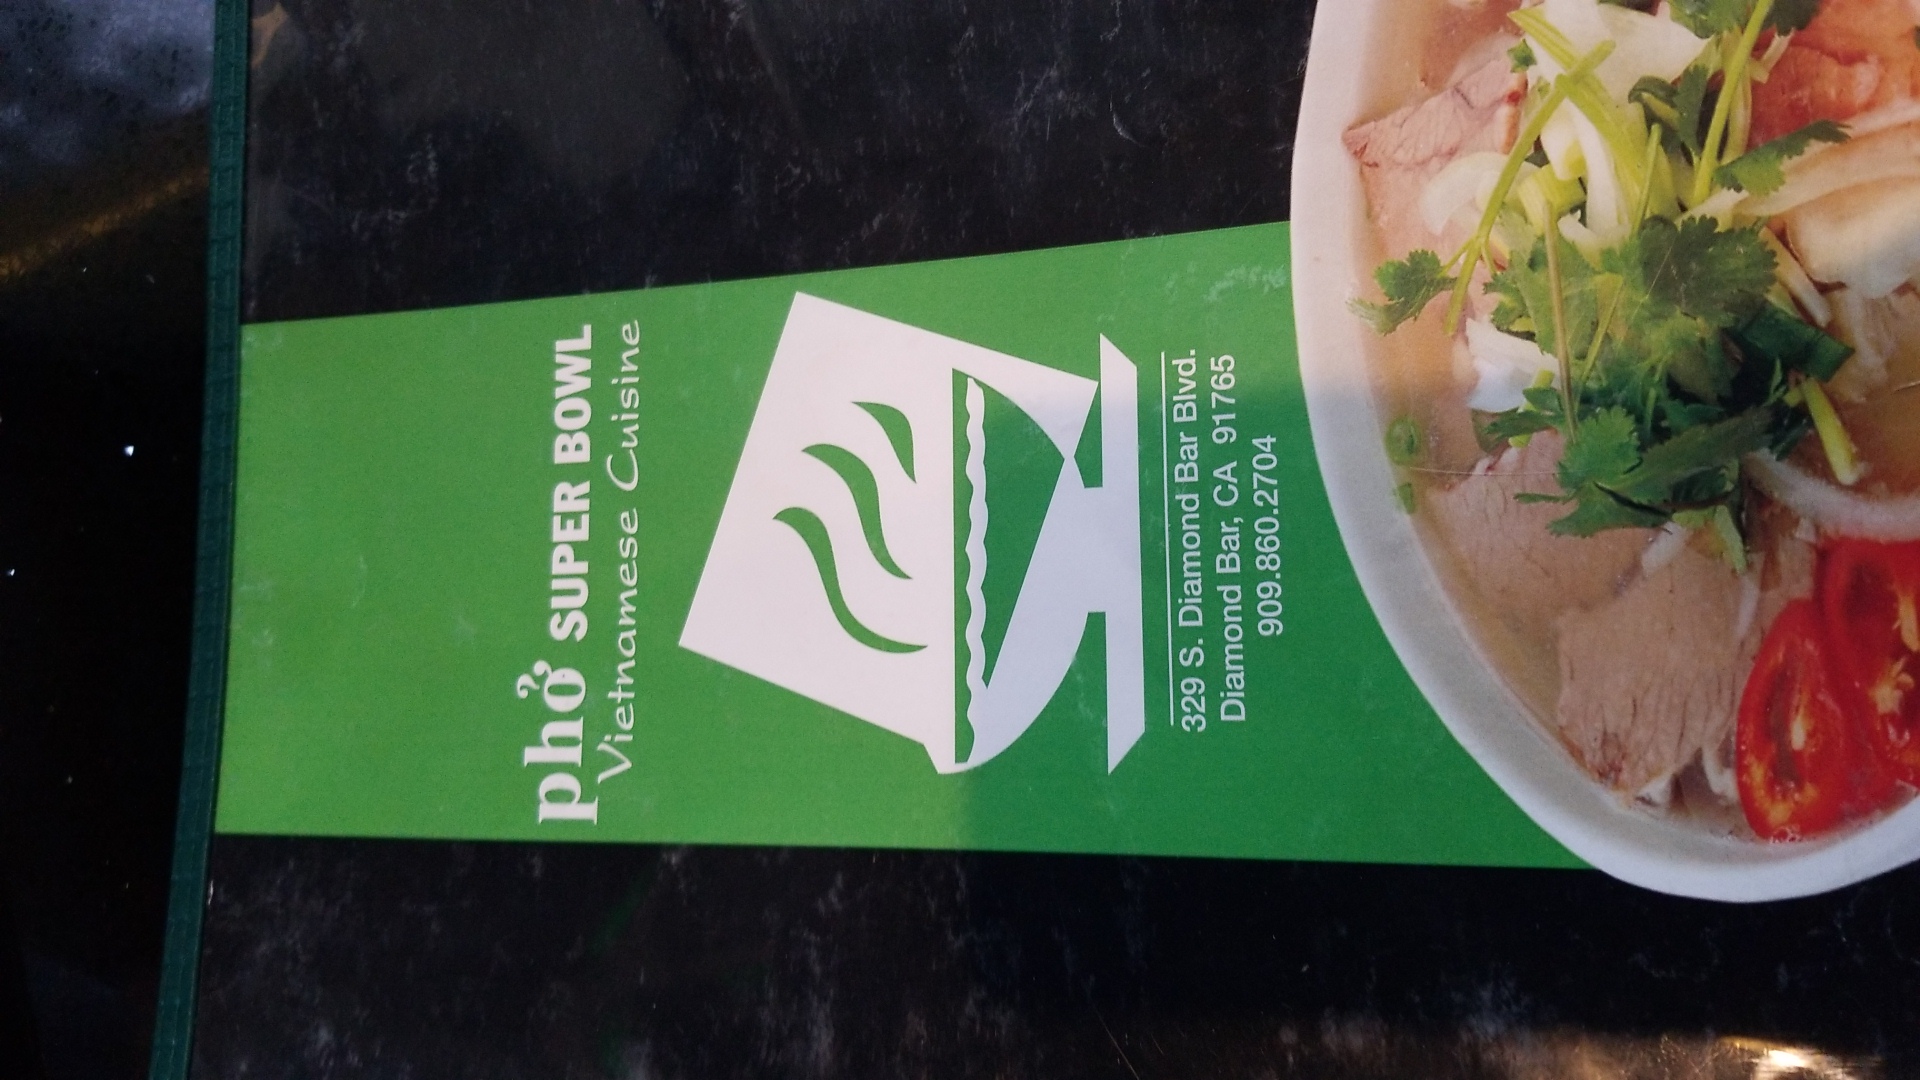 phở SUPER BOWL
Vietnamese Cuisine
329 S. Diamond Bar Blvd.
Diamond Bar, CA 91765
909.860.2704